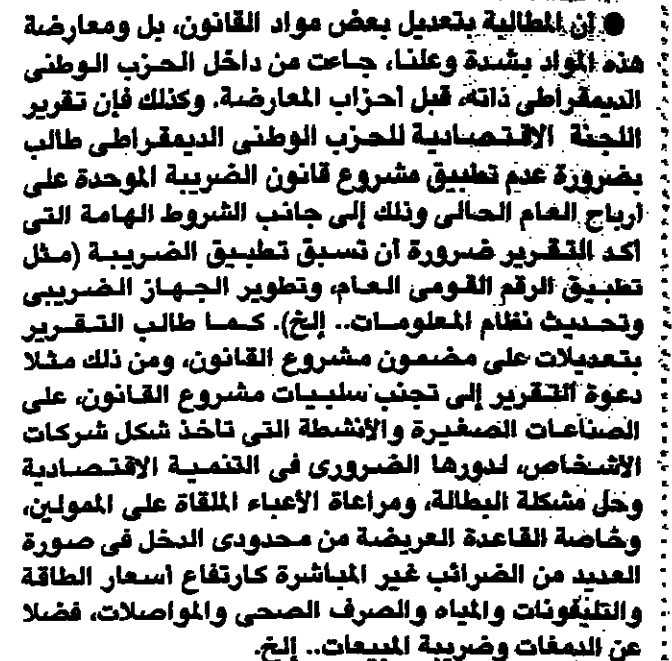 ● إن المطالبة بتعديل بعض مواد القانون، بل ومعارضة
هذه المواد بشدة وعلنا، جاءت من داخل الحزب الوطنى
الديمقراطى ذاته، قبل أحزاب المعارضة. وكذلك فإن تقرير
اللجنة الاقتصادية للحزب الوطنى الديمقراطى طالب
بضرورة عدم تطبيق مشروع قانون الضريبة الموحدة على
أرباح العام الحالى وذلك إلى جانب الشروط الهامة التى
أكد التقرير ضرورة أن تسبق تطبيق الضريبة (مثل
تطبيق الرقم القومى العام، وتطوير الجهاز الضريبى
وتحديث نظام المعلومات.. إلخ). كما طالب التقرير
بتعديلات على مضمون مشروع القانون، ومن ذلك مثلا
دعوة التقرير إلى تجنب سلبيات مشروع القانون، على
الصناعات الصغيرة والأنشطة التى تأخذ شكل شركات
الأشخاص، لدورها الضرورى فى التنمية الاقتصادية
وحل مشكلة البطالة، ومراعاة الأعباء الملقاة على الممولين،
وخاصة القاعدة العريضة من محدودى الدخل فى صورة
العديد من الضرائب غير المباشرة كارتفاع أسعار الطاقة
والتليفونات والمياه والصرف الصحى والمواصلات، فضلا
عن الدمغات وضريبة المبيعات.. إلخ.